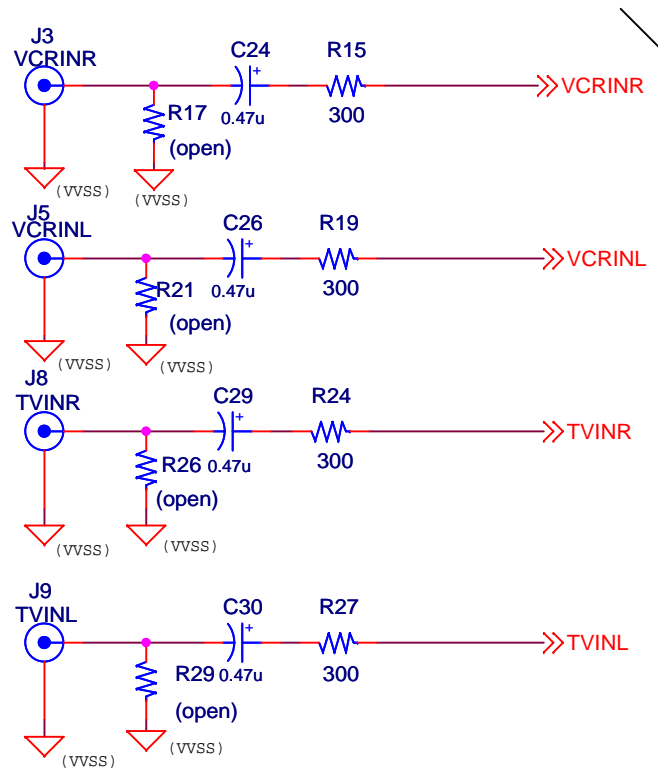 J3
VCRINR
C24
+
R15
VCRINR
R17
0.47u
300
(open)
(VVSS)
(VVSS)
J5
VCRINL
C26
+
R19
VCRINL
R21
0.47u
300
(open)
(VVSS)
(VVSS)
J8
TVINR
C29
+
R24
TVINR
R26
0.47u
300
(open)
(VVSS)
(VVSS)
J9
TVINL
C30
+
R27
TVINL
R29
0.47u
300
(open)
(VVSS)
(VVSS)